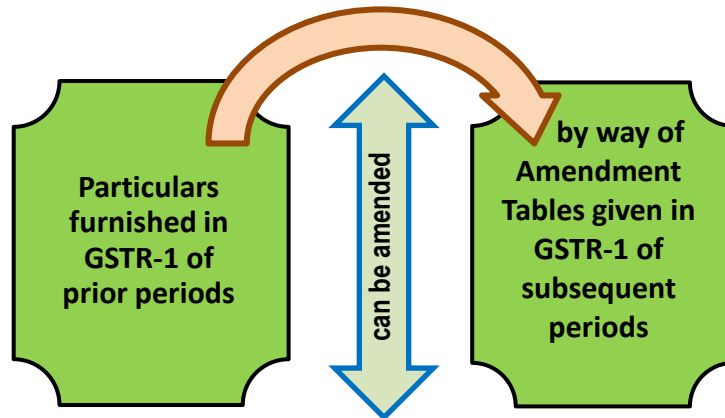 Particulars
furnished in
GSTR-1 of
prior periods
can be amended
by way of
Amendment
Tables given in
GSTR-1 of
subsequent
periods